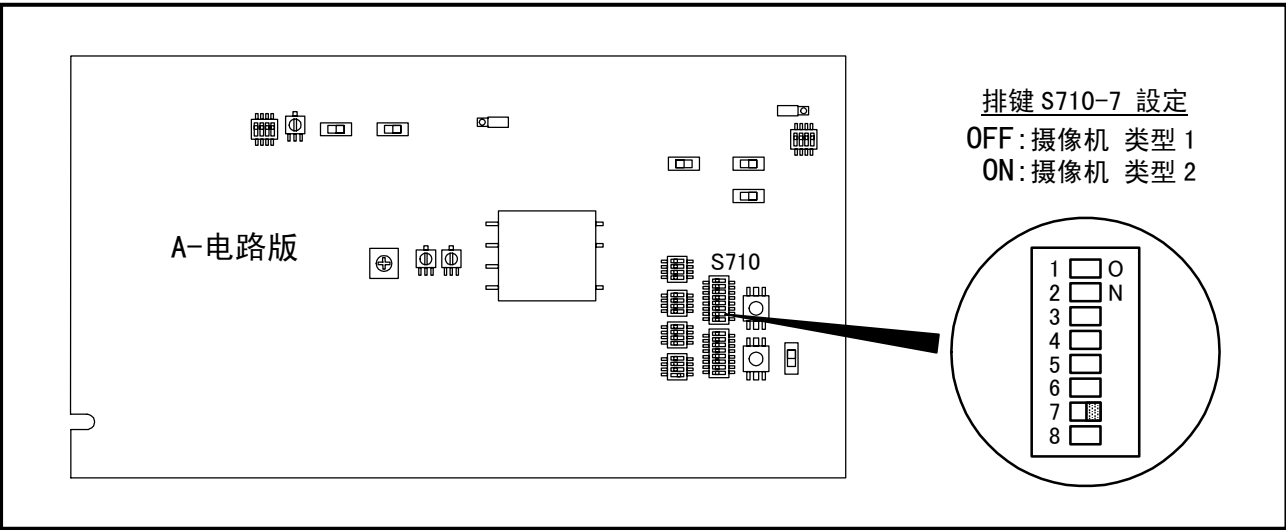 排键 S710-7 設定
OFF:摄像机 类型 1
ON:摄像机 类型 2
A-电路版
S710
1 O
2 N
3
4
5
6
7
8